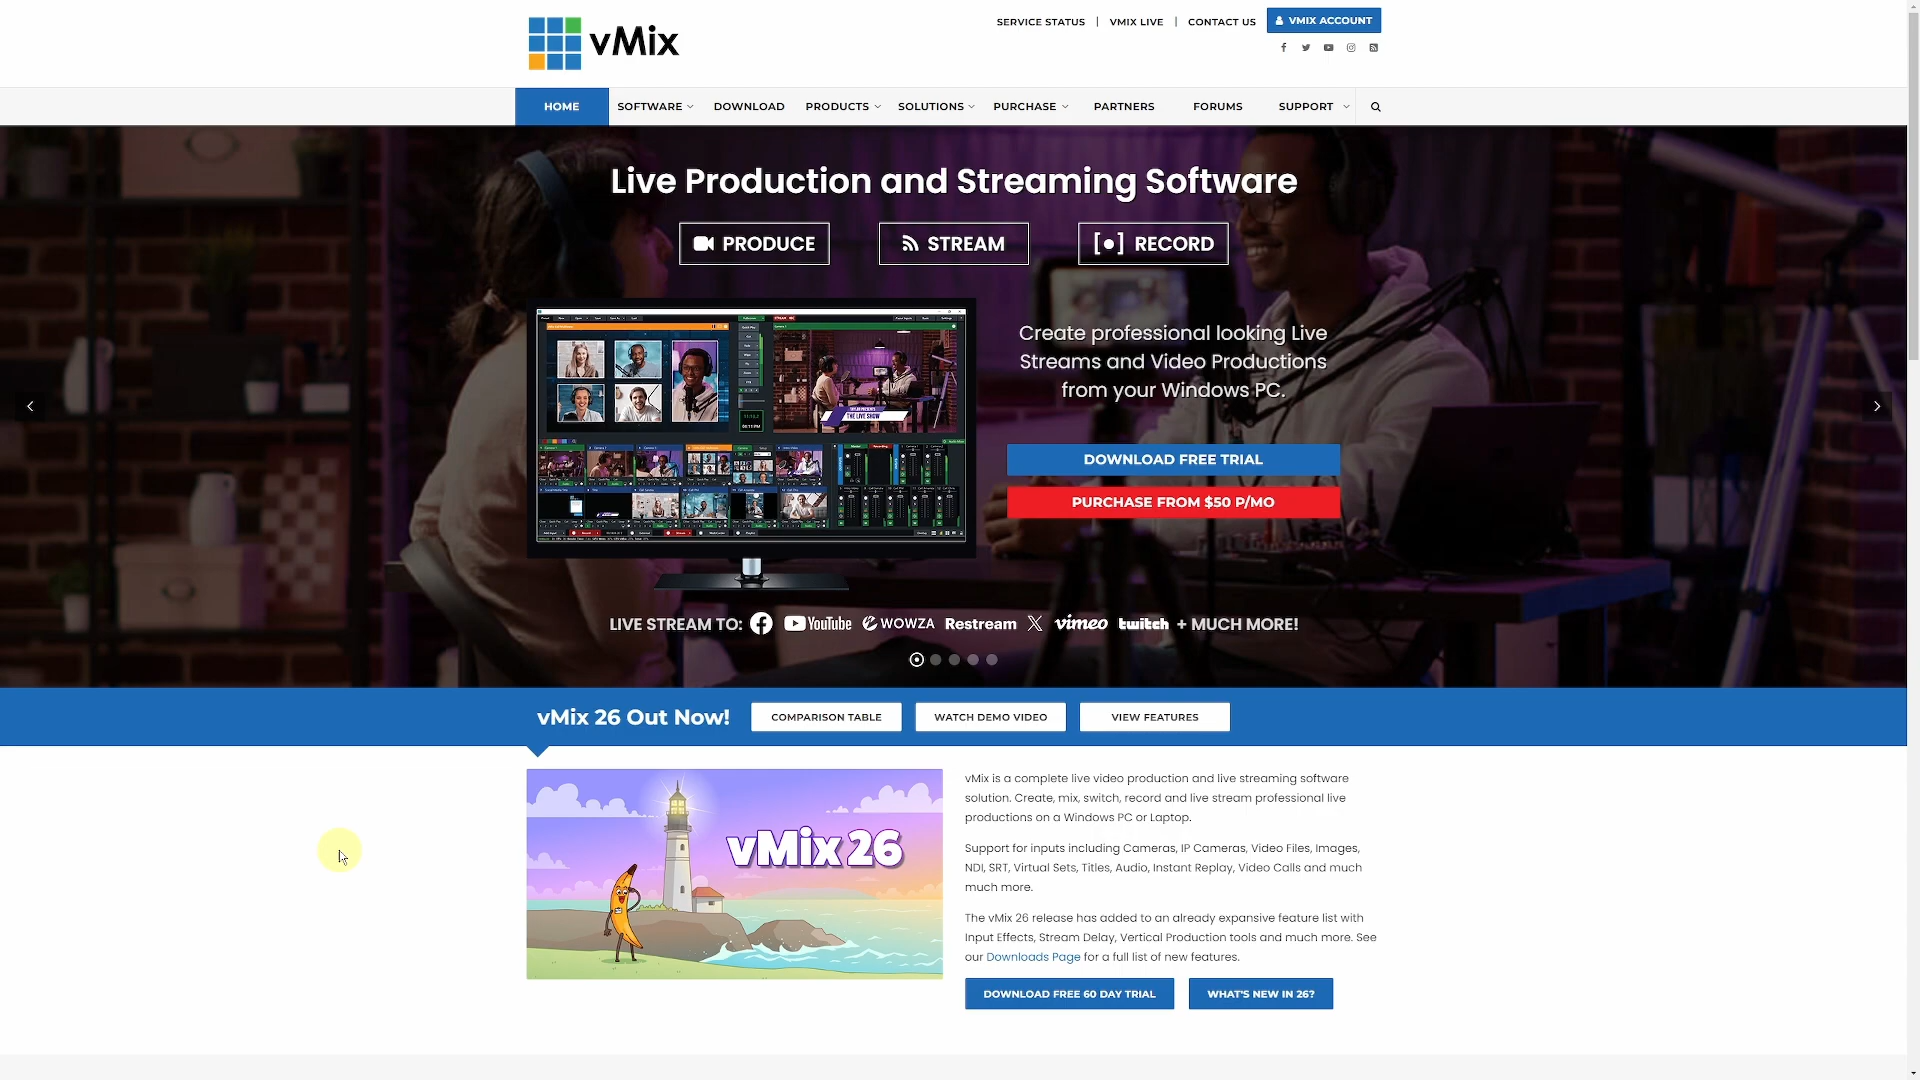 vMix
SERVICE STATUS | VMIX LIVE | CONTACT US
VMIX ACCOUNT
HOME SOFTWARE DOWNLOAD PRODUCTS SOLUTIONS PURCHASE PARTNERS FORUMS SUPPORT
Live Production and Streaming Software
PRODUCE STREAM RECORD
THE LIVE SHOW
Create professional looking Live
Streams and Video Productions
from your Windows PC.
DOWNLOAD FREE TRIAL
PURCHASE FROM $50 P/MO
LIVE STREAM TO: YouTube WOWZA Restream X vimeo twitch + MUCH MORE!
vMix 26 Out Now!
COMPARISON TABLE WATCH DEMO VIDEO VIEW FEATURES
vMix 26
vMix is a complete live video production and live streaming software
solution. Create, mix, switch, record and live stream professional live
productions on a Windows PC or Laptop.
Support for inputs including Cameras, IP Cameras, Video Files, Images,
NDI, SRT, Virtual Sets, Titles, Audio, Instant Replay, Video Calls and much
much more.
The vMix 26 release has added to an already expansive feature list with
Input Effects, Stream Delay, Vertical Production tools and much more. See
our Downloads Page for a full list of new features.
DOWNLOAD FREE 60 DAY TRIAL WHAT'S NEW IN 26?